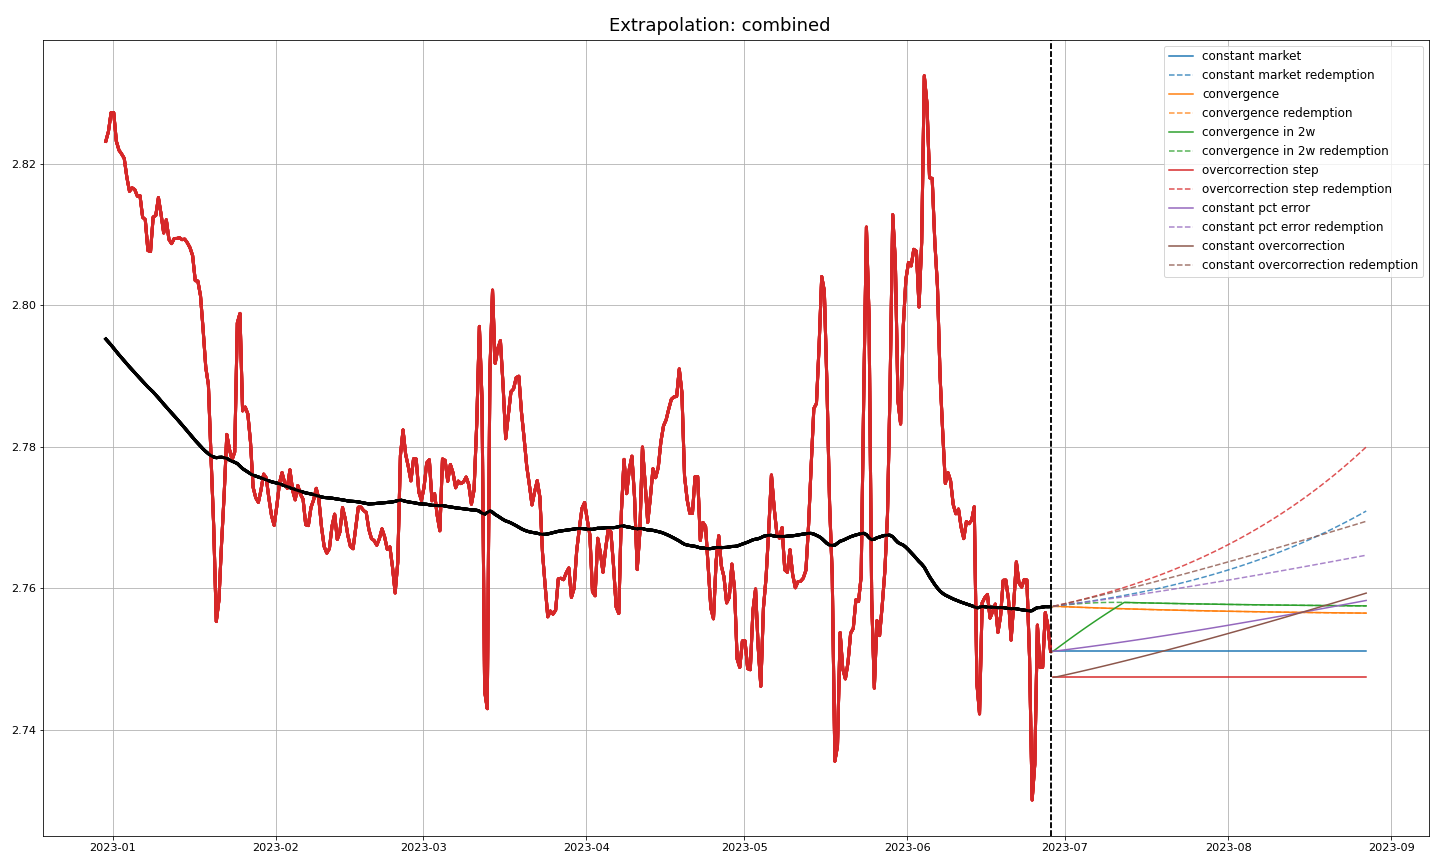 Extrapolation: combined
constant market
constant market redemption
convergence
convergence redemption
convergence in 2w
convergence in 2w redemption
overcorrection step
overcorrection step redemption
constant pct error
constant pct error redemption
constant overcorrection
constant overcorrection redemption
2.82
2.80
2.78
2.76
2.74
2023-01 2023-02 2023-03 2023-04 2023-05 2023-06 2023-07 2023-08 2023-09